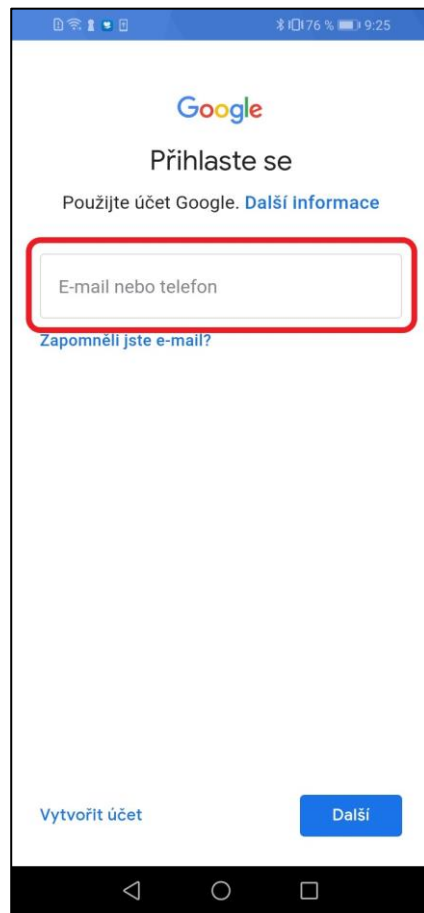 76 % 9:25
Google
Přihlaste se
Použijte účet Google. Další informace
E-mail nebo telefon
Zapomněli jste e-mail?
Vytvořit účet Další